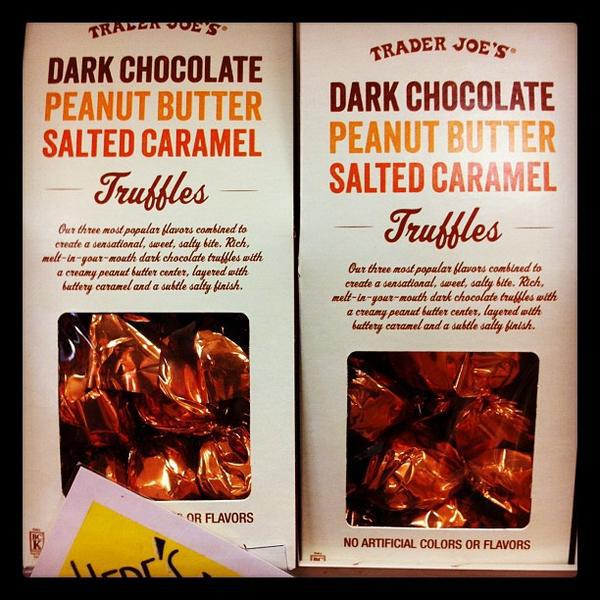 TRADER JOE'S
DARK CHOCOLATE
PEANUT BUTTER
SALTED CARAMEL
Truffles
Our three most popular flavors combined to
create a sensational, sweet, salty bite. Rich,
melt-in-your-mouth dark chocolate truffles with
a creamy peanut butter center, layered with
buttery caramel and a subtle salty finish.
OR FLAVORS
HERE'S
TRADER JOE'S®
DARK CHOCOLATE
PEANUT BUTTER
SALTED CARAMEL
Truffles
Our three most popular flavors combined to
create a sensational, sweet, salty bite. Rich,
melt-in-your-mouth dark chocolate truffles with
a creamy peanut butter center, layered with
buttery caramel and a subtle salty finish.
NO ARTIFICIAL COLORS OR FLAVORS